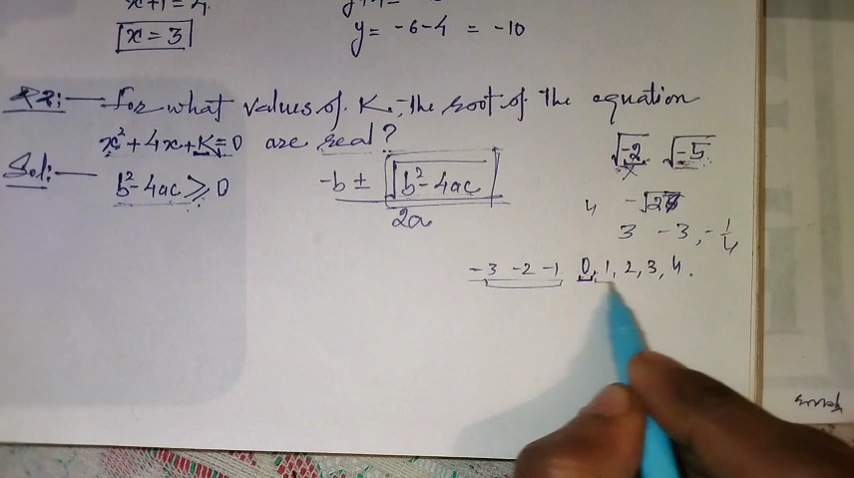 x+1 = 4
x = 3
y = -6-4 = -10
Q2:— For what values of K, the root of the equation
x²+4x+K=0 are real?
Sol:— b²-4ac ≥ 0
-b ± √b²-4ac
2a
√-2 √-5
4
3 -3, -1/4
-3 -2 -1 0, 1, 2, 3, 4.